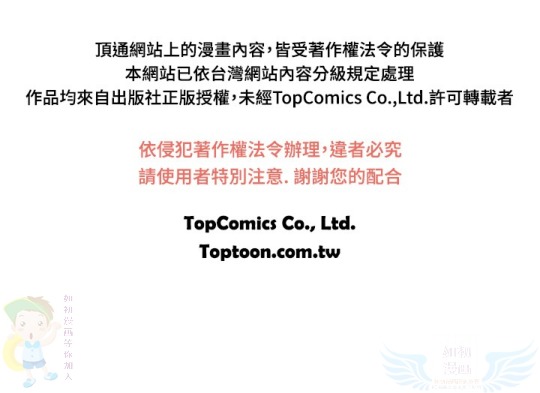 頂通網站上的漫畫內容，皆受著作權法令的保護
本網站已依台灣網站內容分級規定處理
作品均來自出版社正版授權，未經TopComics Co.,Ltd.許可轉載者
依侵犯著作權法令辦理，違者必究
請使用者特別注意. 謝謝您的配合
TopComics Co., Ltd.
Toptoon.com.tw